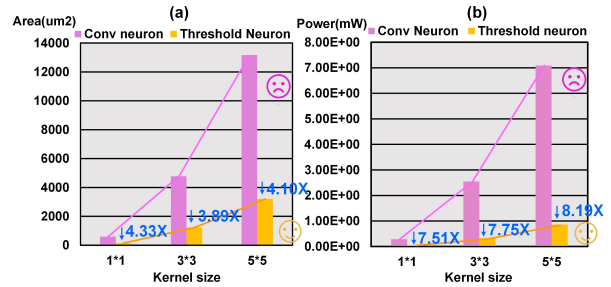 (a)
Area(um2)
Conv neuron Threshold Neuron
14000
12000
10000
8000
6000
4000
2000
0
↓4.33X
↓3.89X
↓4.10X
1*1 3*3 5*5
Kernel size
(b)
Power(mW)
Conv Neuron Threshold neuron
8.00E+00
7.00E+00
6.00E+00
5.00E+00
4.00E+00
3.00E+00
2.00E+00
1.00E+00
0.00E+00
↓7.51X
↓7.75X
↓8.19X
1*1 3*3 5*5
Kernel size